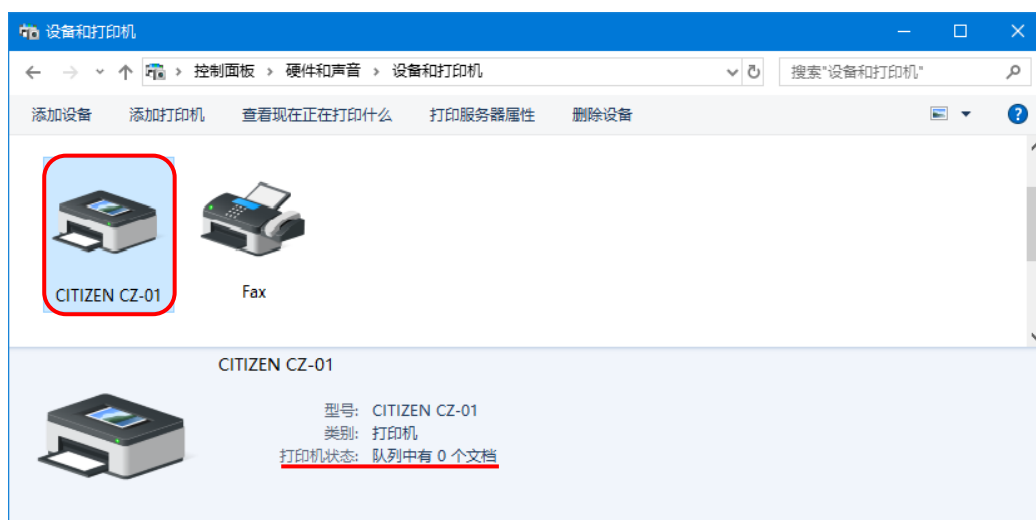 设备和打印机
控制面板 › 硬件和声音 › 设备和打印机 搜索"设备和打印机"
添加设备 添加打印机 查看现在正在打印什么 打印服务器属性 删除设备 ?
CITIZEN CZ-01 Fax
CITIZEN CZ-01
型号: CITIZEN CZ-01
类别: 打印机
打印机状态: 队列中有 0 个文档